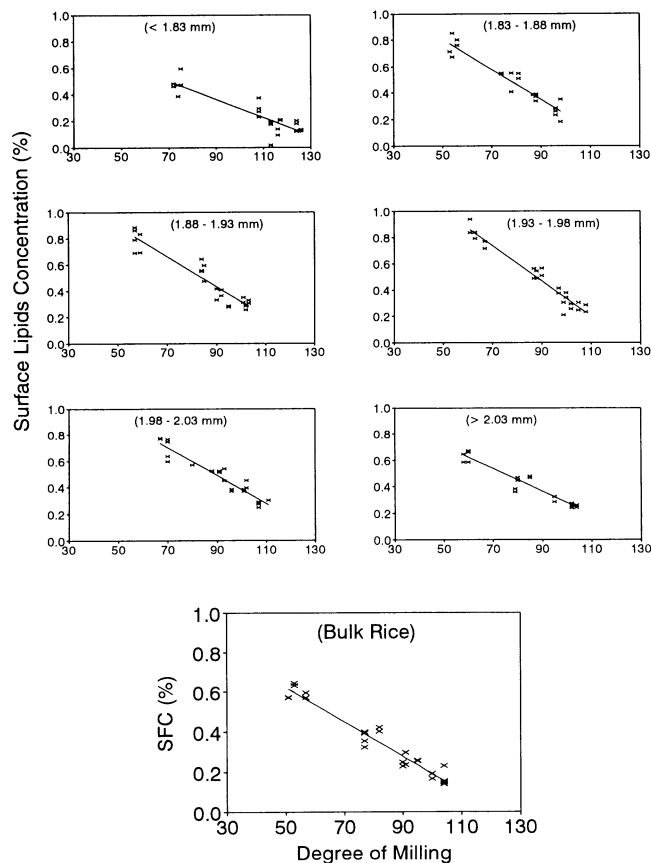 Surface Lipids Concentration (%)
(< 1.83 mm)
1.0
0.8
0.6
0.4
0.2
0.0
30 50 70 90 110 130
(1.83 - 1.88 mm)
1.0
0.8
0.6
0.4
0.2
0.0
30 50 70 90 110 130
(1.88 - 1.93 mm)
1.0
0.8
0.6
0.4
0.2
0.0
30 50 70 90 110 130
(1.93 - 1.98 mm)
1.0
0.8
0.6
0.4
0.2
0.0
30 50 70 90 110 130
(1.98 - 2.03 mm)
1.0
0.8
0.6
0.4
0.2
0.0
30 50 70 90 110 130
(> 2.03 mm)
1.0
0.8
0.6
0.4
0.2
0.0
30 50 70 90 110 130
(Bulk Rice)
SFC (%)
1.0
0.8
0.6
0.4
0.2
0.0
30 50 70 90 110 130
Degree of Milling